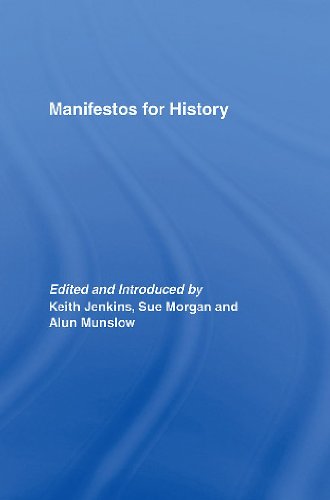 Manifestos for History
Edited and Introduced by
Keith Jenkins, Sue Morgan and
Alun Munslow